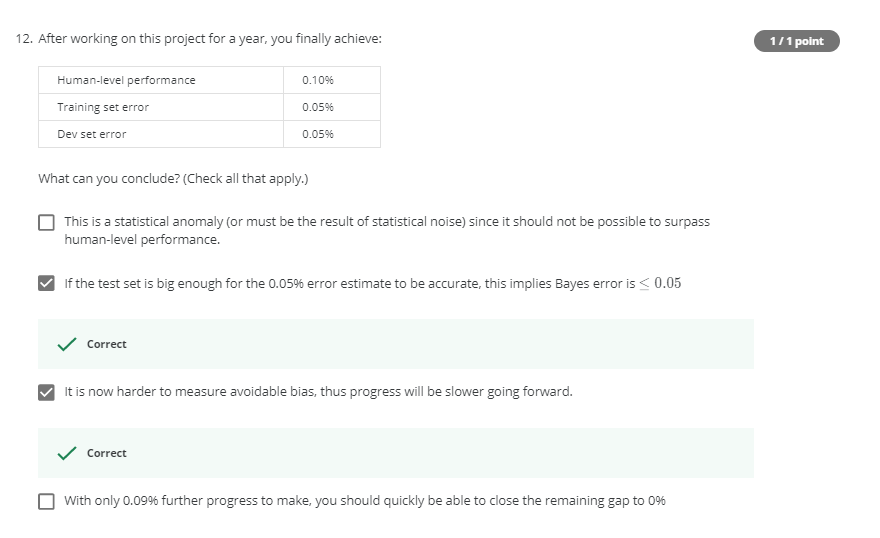 12. After working on this project for a year, you finally achieve:
1 / 1 point
Human-level performance 0.10%
Training set error 0.05%
Dev set error 0.05%
What can you conclude? (Check all that apply.)
This is a statistical anomaly (or must be the result of statistical noise) since it should not be possible to surpass
human-level performance.
If the test set is big enough for the 0.05% error estimate to be accurate, this implies Bayes error is ≤ 0.05
Correct
It is now harder to measure avoidable bias, thus progress will be slower going forward.
Correct
With only 0.09% further progress to make, you should quickly be able to close the remaining gap to 0%